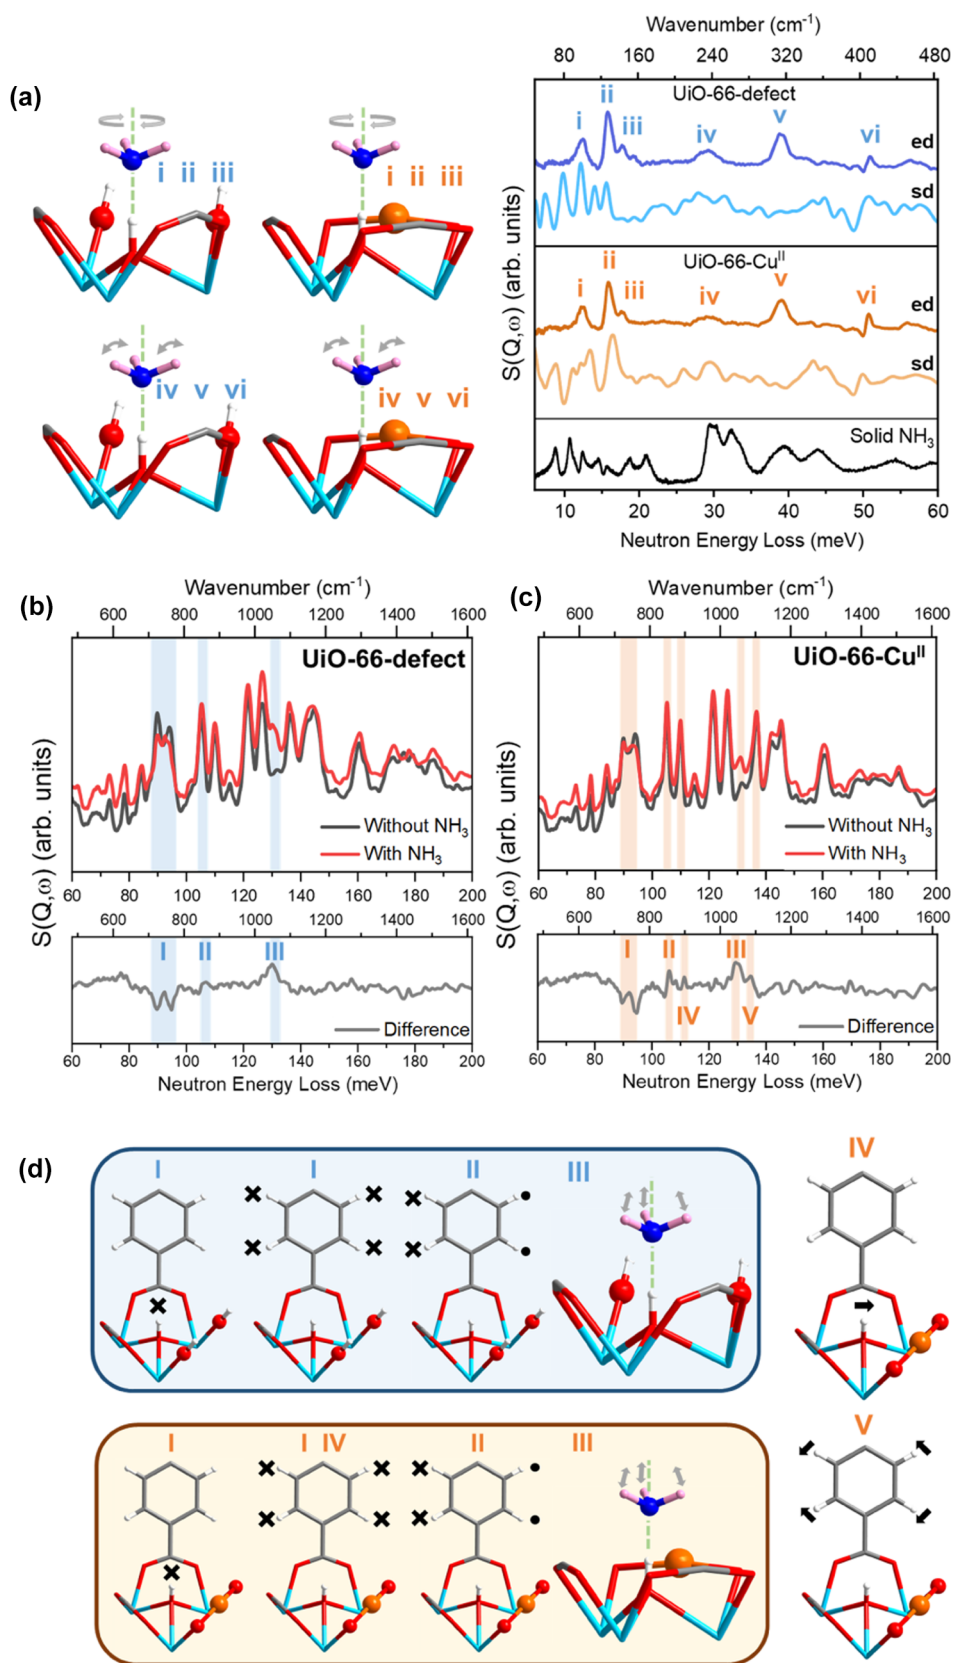 (a)
i ii iii
i ii iii
iv v vi
iv v vi
Wavenumber (cm-1)
80 160 240 320 400 480
UiO-66-defect
i ii iii iv v vi
ed
sd
UiO-66-CuII
i ii iii iv v vi
ed
sd
Solid NH3
S(Q,ω) (arb. units)
10 20 30 40 50 60
Neutron Energy Loss (meV)
(b)
Wavenumber (cm-1)
600 800 1000 1200 1400 1600
UiO-66-defect
S(Q,ω) (arb. units)
Without NH3
With NH3
60 80 100 120 140 160 180 200
600 800 1000 1200 1400 1600
I II III
Difference
60 80 100 120 140 160 180 200
Neutron Energy Loss (meV)
(c)
Wavenumber (cm-1)
600 800 1000 1200 1400 1600
UiO-66-CuII
S(Q,ω) (arb. units)
Without NH3
With NH3
60 80 100 120 140 160 180 200
600 800 1000 1200 1400 1600
I II III
IV V
Difference
60 80 100 120 140 160 180 200
Neutron Energy Loss (meV)
(d)
I I II III
IV
I I IV II III
V